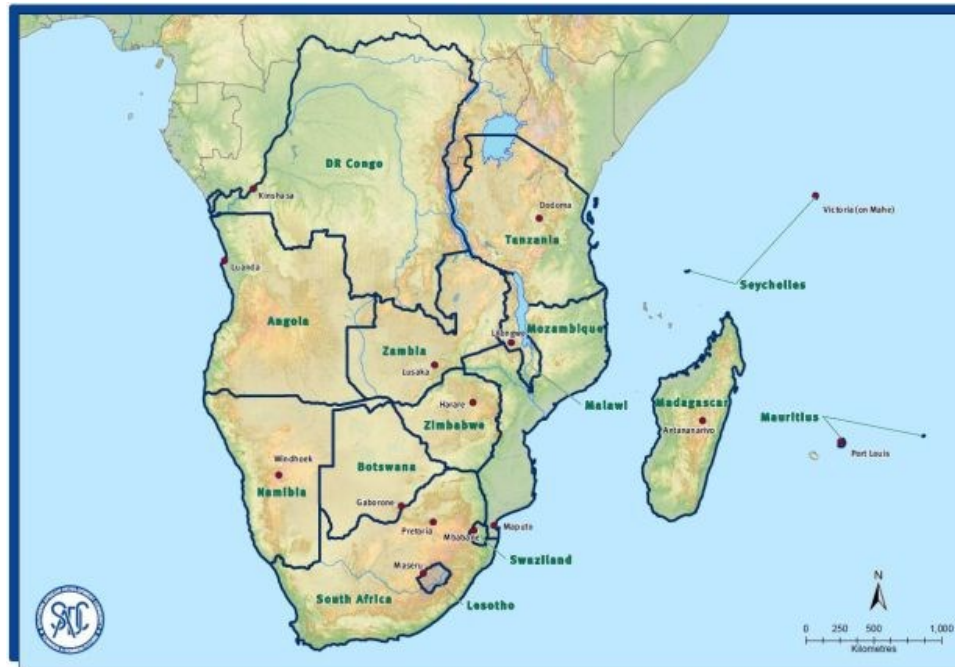 DR Congo
Kinshasa
Victoria (on Mahe)
Dodoma
Tanzania
Luanda
Seychelles
Angola
Mozambique
Lilongwe
Zambia
Lusaka
Malawi
Madagascar
Harare
Mauritius
Zimbabwe
Antananarivo
Port Louis
Windhoek
Botswana
Namibia
Gaborone
Pretoria
Maputo
Mbabane
Swaziland
Maseru
South Africa
Lesotho
N
SADC
0 250 500 1,000
Kilometres